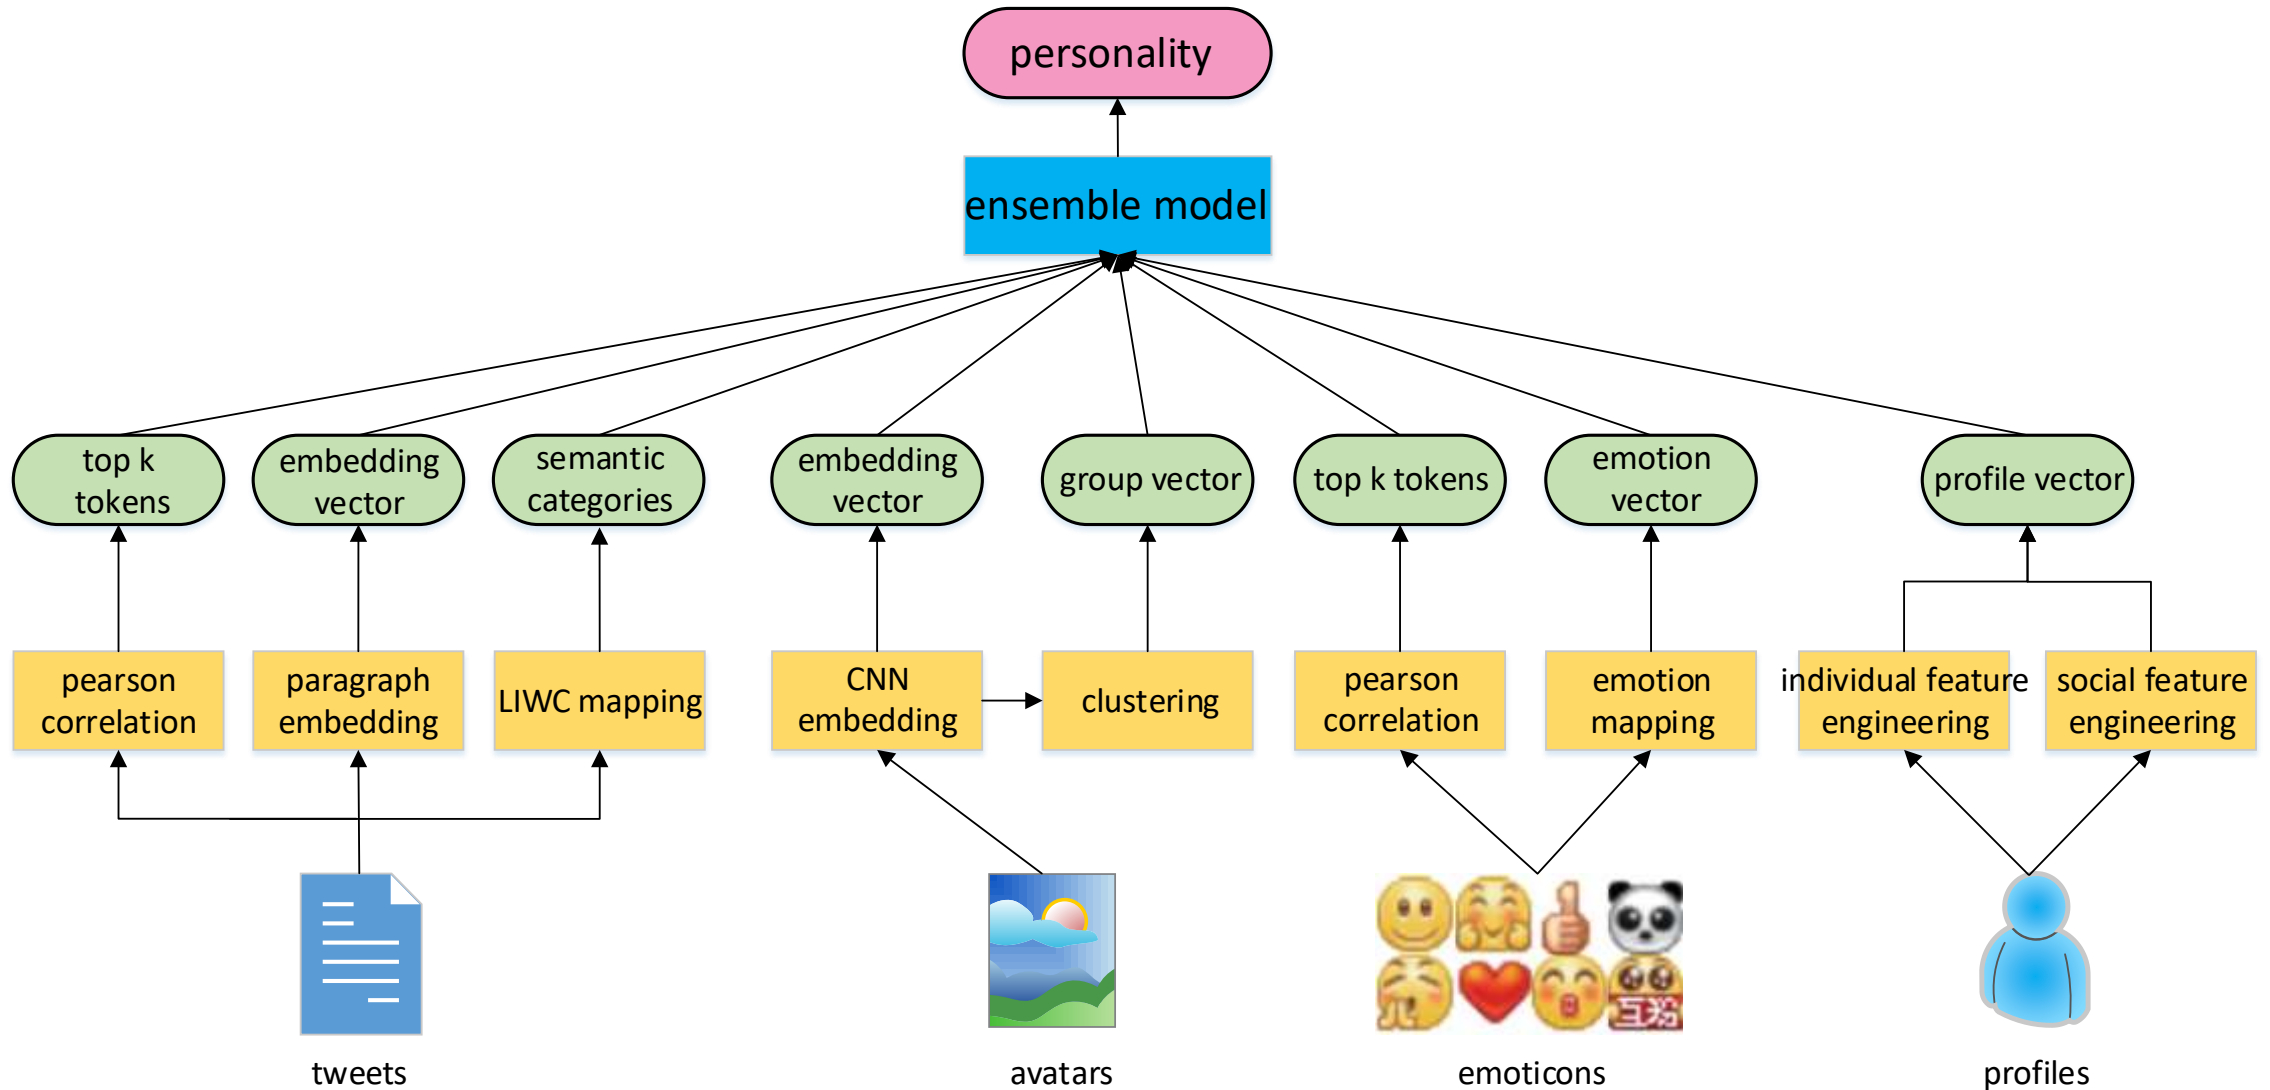 personality
ensemble model
top k
tokens
embedding
vector
semantic
categories
embedding
vector
group vector
top k tokens
emotion
vector
profile vector
pearson
correlation
paragraph
embedding
LIWC mapping
CNN
embedding
clustering
pearson
correlation
emotion
mapping
individual feature
engineering
social feature
engineering
互粉
tweets
avatars
emoticons
profiles